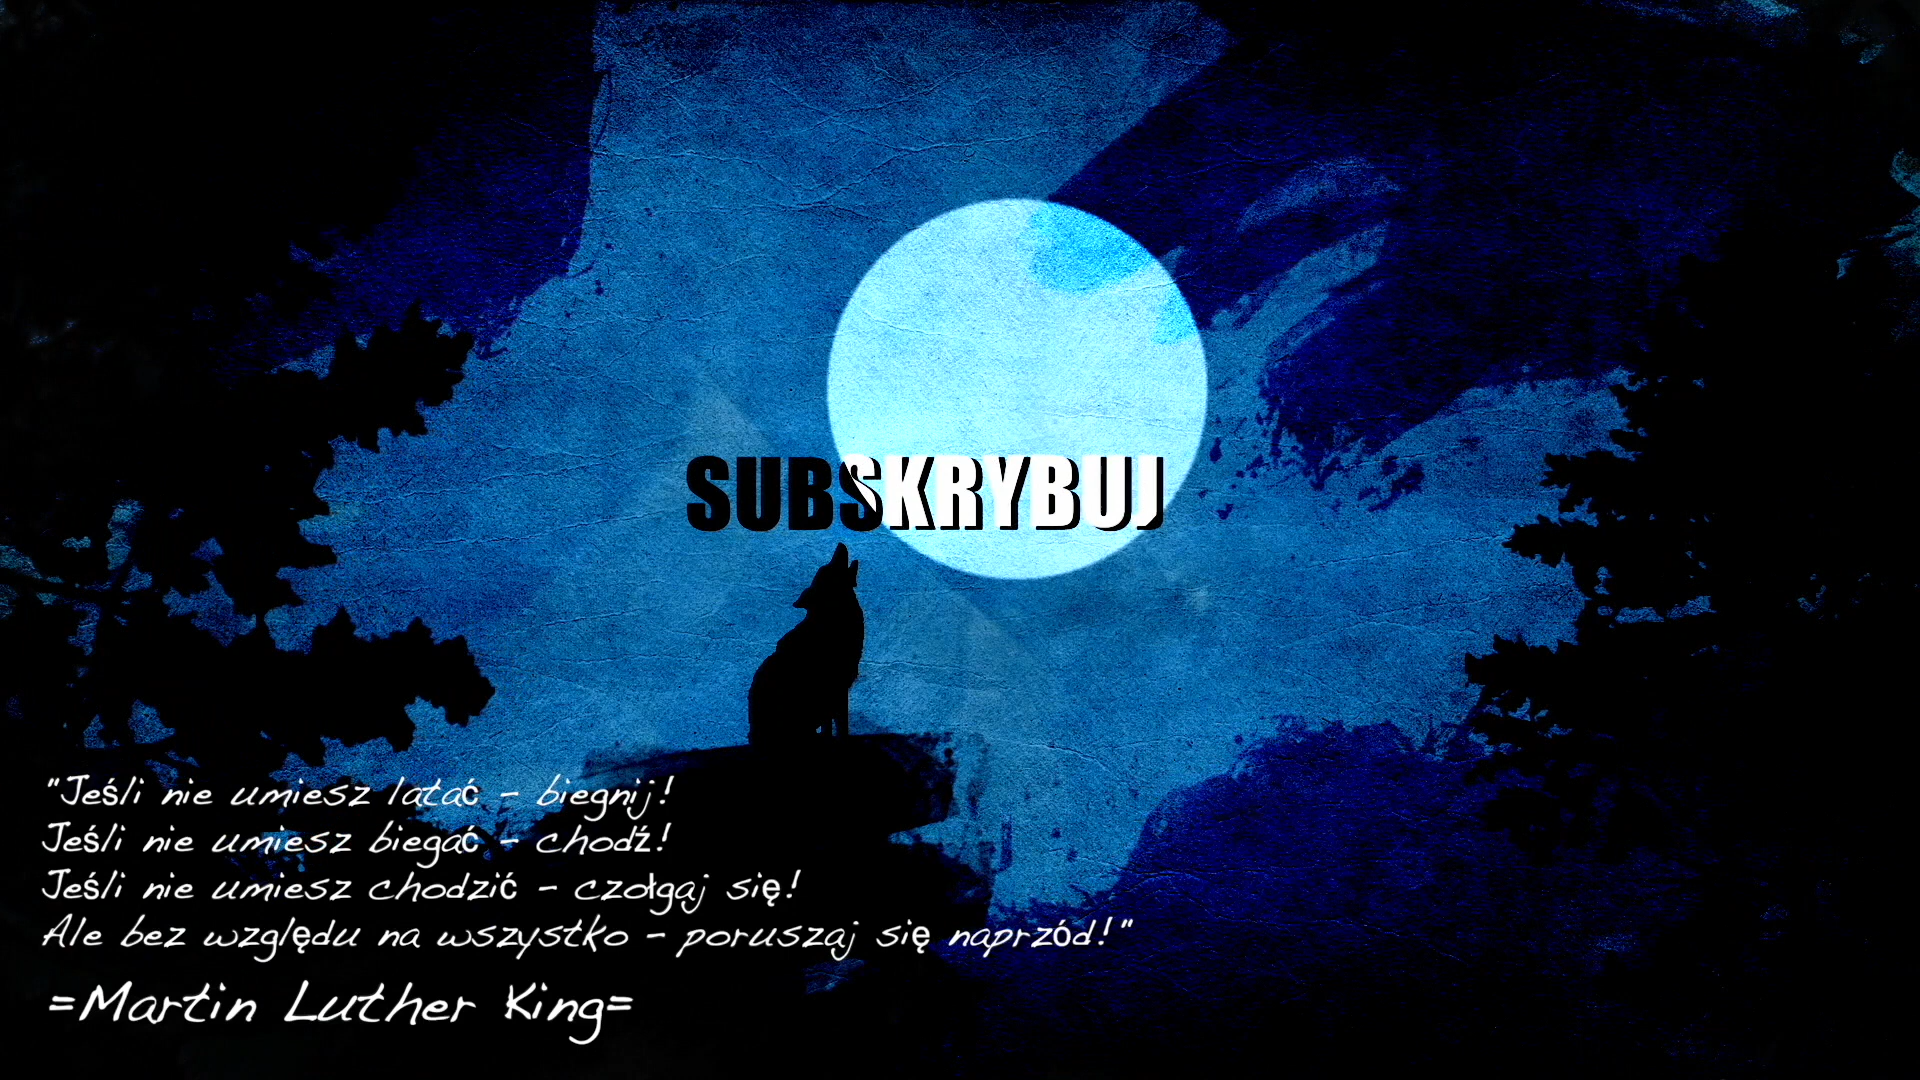 SUBSKRYBUJ
"Jeśli nie umiesz latać - biegnij!
Jeśli nie umiesz biegać - chodź!
Jeśli nie umiesz chodzić - czołgaj się!
Ale bez względu na wszystko - poruszaj się naprzód!"
=Martin Luther King=